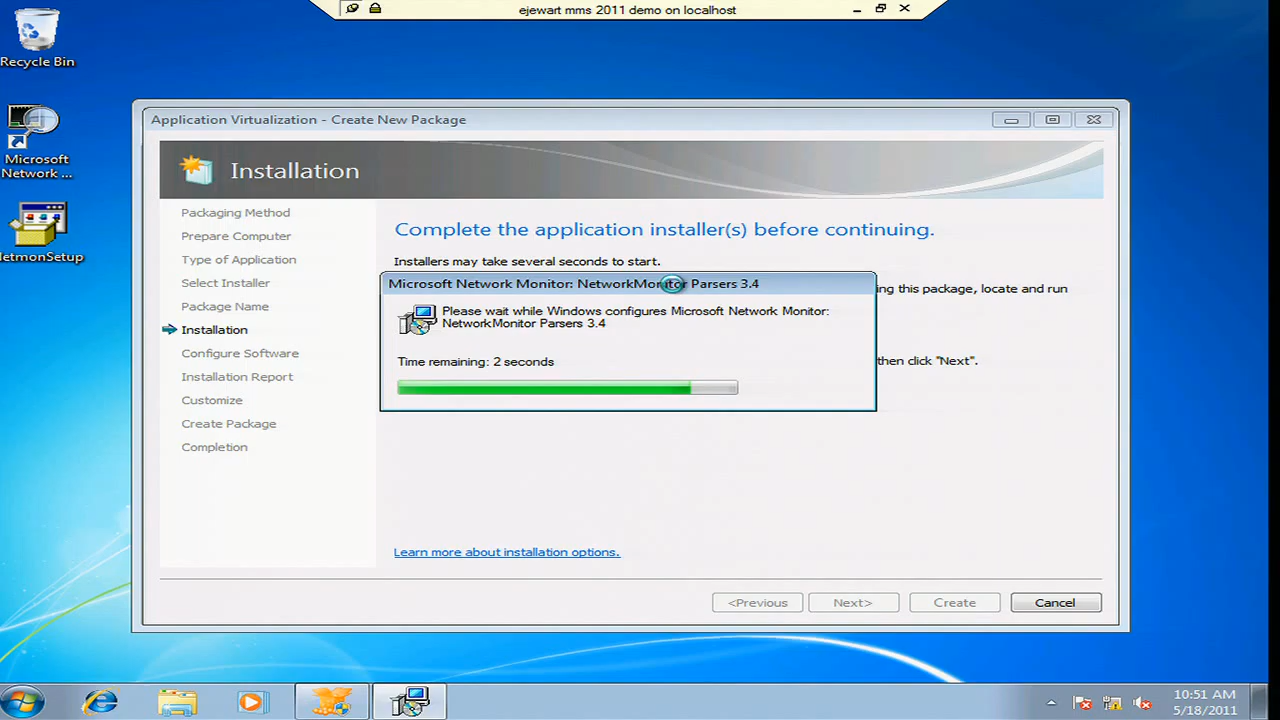 ejewart mms 2011 demo on localhost
Recycle Bin
Microsoft
Network ...
NetmonSetup
Application Virtualization - Create New Package
Installation
Packaging Method
Prepare Computer
Type of Application
Select Installer
Package Name
Installation
Configure Software
Installation Report
Customize
Create Package
Completion
Complete the application installer(s) before continuing.
Installers may take several seconds to start.
ing this package, locate and run
then click "Next".
Microsoft Network Monitor: NetworkMonitor Parsers 3.4
Please wait while Windows configures Microsoft Network Monitor:
NetworkMonitor Parsers 3.4
Time remaining: 2 seconds
Learn more about installation options.
<Previous
Next>
Create
Cancel
10:51 AM
5/18/2011